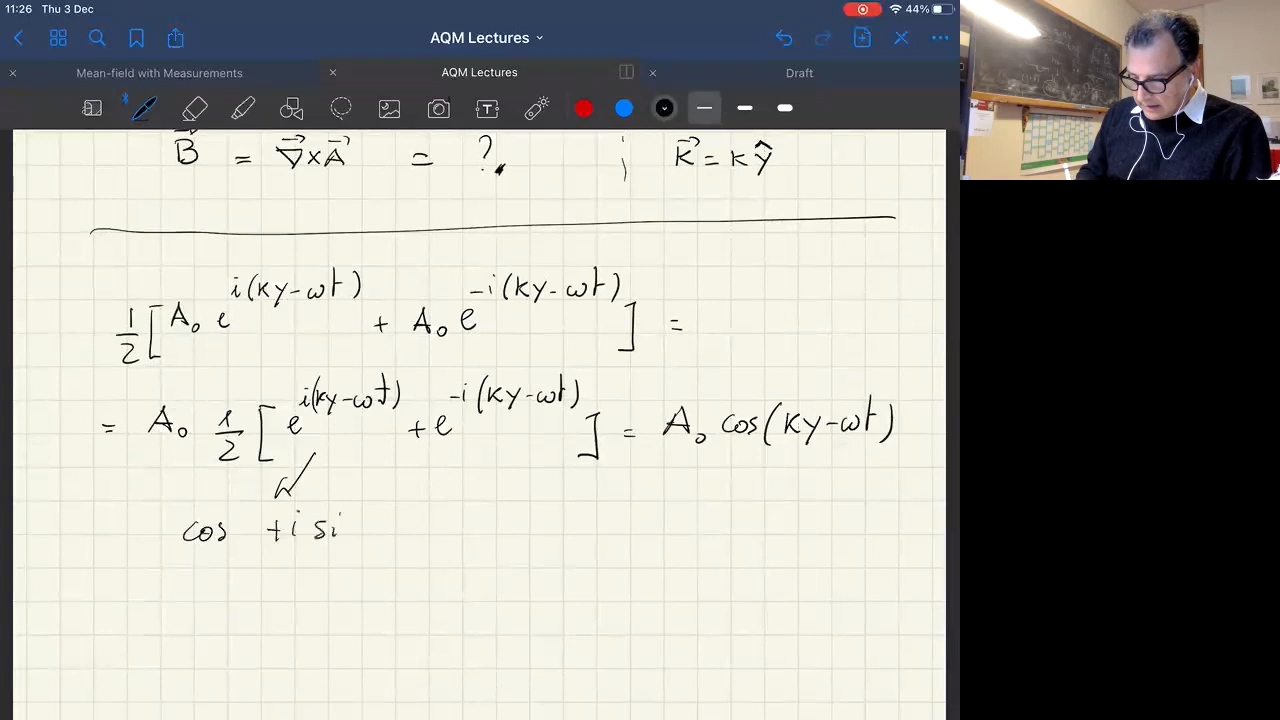 11:26 Thu 3 Dec 44%
AQM Lectures
Mean-field with Measurements AQM Lectures Draft
B⃗ = ∇⃗×A⃗ = ? ; k⃗ = k ŷ
1/2 [A₀ e^{i(ky-ωt)} + A₀ e^{-i(ky-ωt)}] =
= A₀ 1/2 [e^{i(ky-ωt)} + e^{-i(ky-ωt)}] = A₀ cos(ky-ωt)
cos +i si